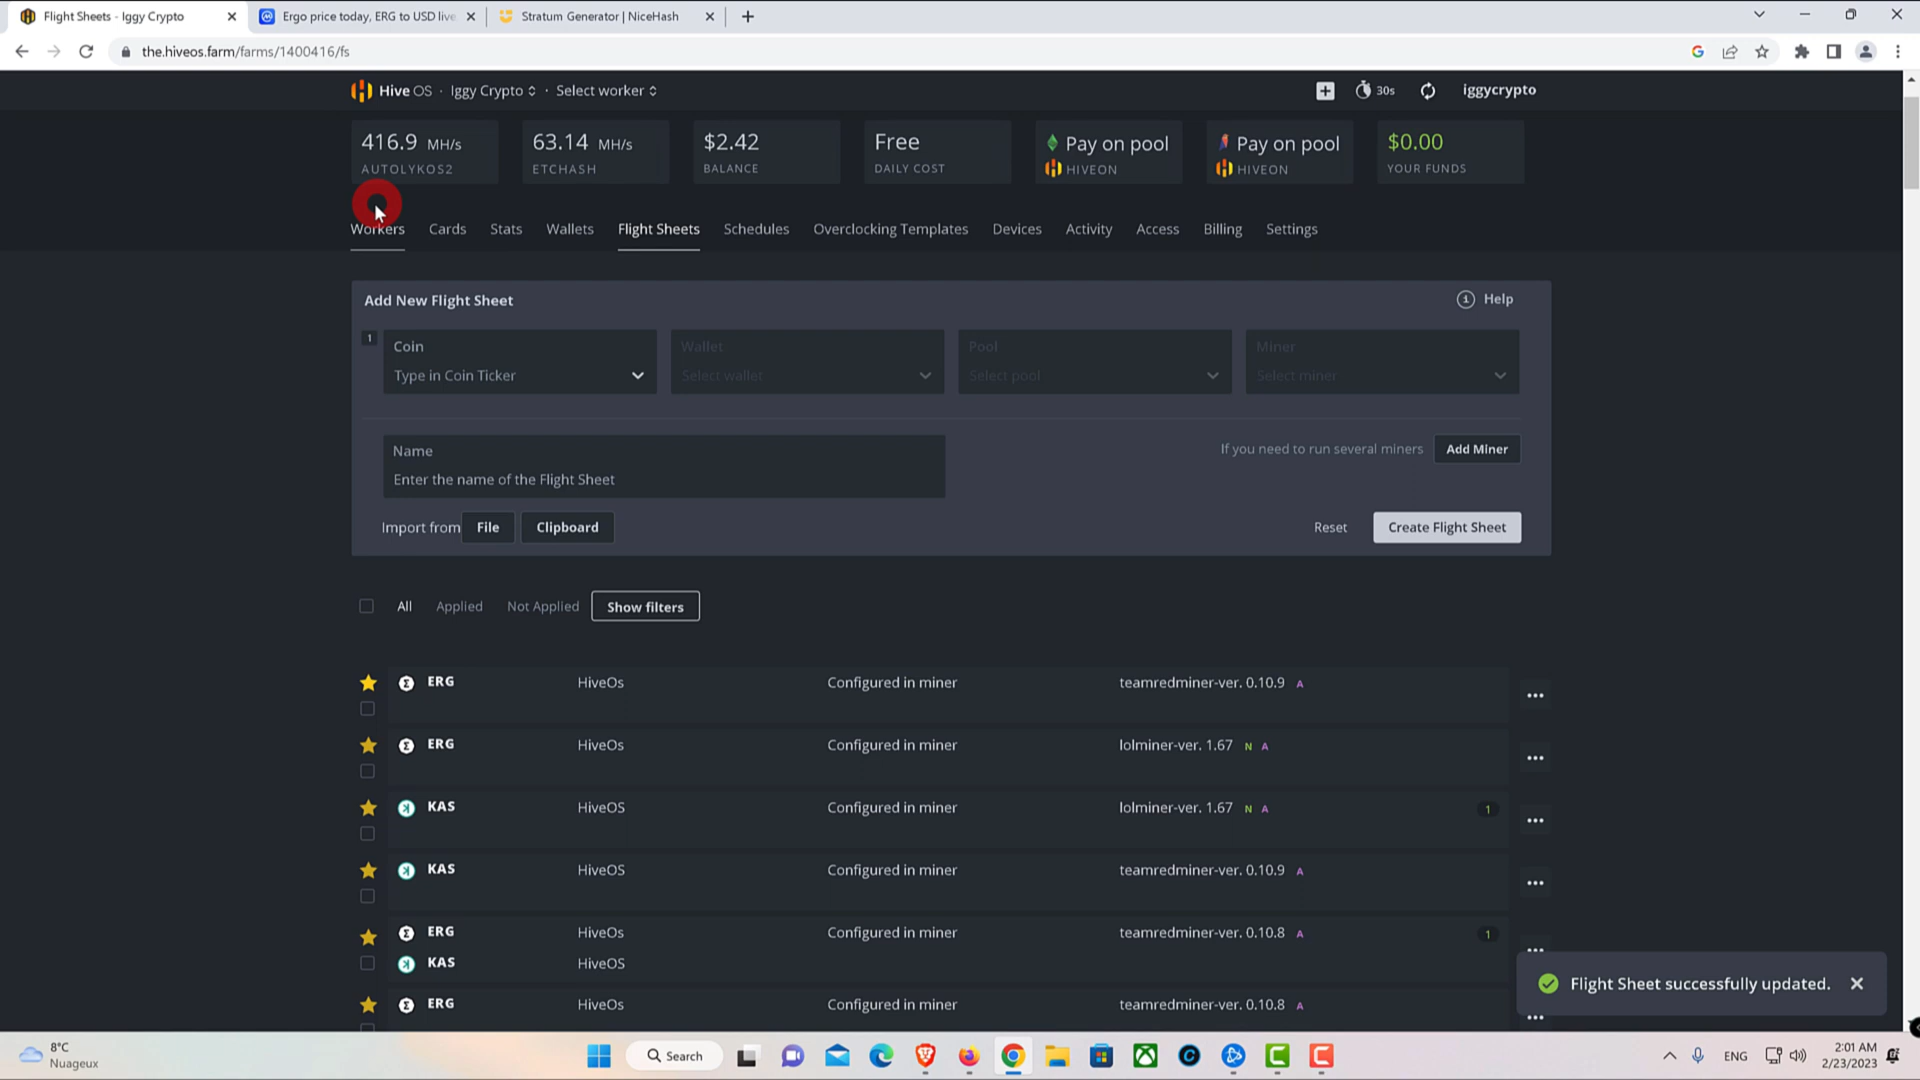 Flight Sheets - Iggy Crypto
Ergo price today, ERG to USD live,
Stratum Generator | NiceHash
the.hiveos.farm/farms/1400416/fs
Hive OS · Iggy Crypto · Select worker
30s
iggycrypto
416.9 MH/s
AUTOLYKOS2
63.14 MH/s
ETCHASH
$2.42
BALANCE
Free
DAILY COST
Pay on pool
HIVEON
Pay on pool
HIVEON
$0.00
YOUR FUNDS
Workers Cards Stats Wallets Flight Sheets Schedules Overclocking Templates Devices Activity Access Billing Settings
Add New Flight Sheet
Help
1
Coin
Type in Coin Ticker
Wallet
Select wallet
Pool
Select pool
Miner
Select miner
Name
Enter the name of the Flight Sheet
If you need to run several miners Add Miner
Import from File Clipboard
Reset Create Flight Sheet
All Applied Not Applied Show filters
ERG HiveOs Configured in miner teamredminer-ver. 0.10.9 A
ERG HiveOs Configured in miner lolminer-ver. 1.67 N A
KAS HiveOS Configured in miner lolminer-ver. 1.67 N A 1
KAS HiveOS Configured in miner teamredminer-ver. 0.10.9 A
ERG HiveOs Configured in miner teamredminer-ver. 0.10.8 A 1
KAS HiveOS
ERG HiveOs Configured in miner teamredminer-ver. 0.10.8 A
Flight Sheet successfully updated.
8°C
Nuageux
Search
ENG
2:01 AM
2/23/2023